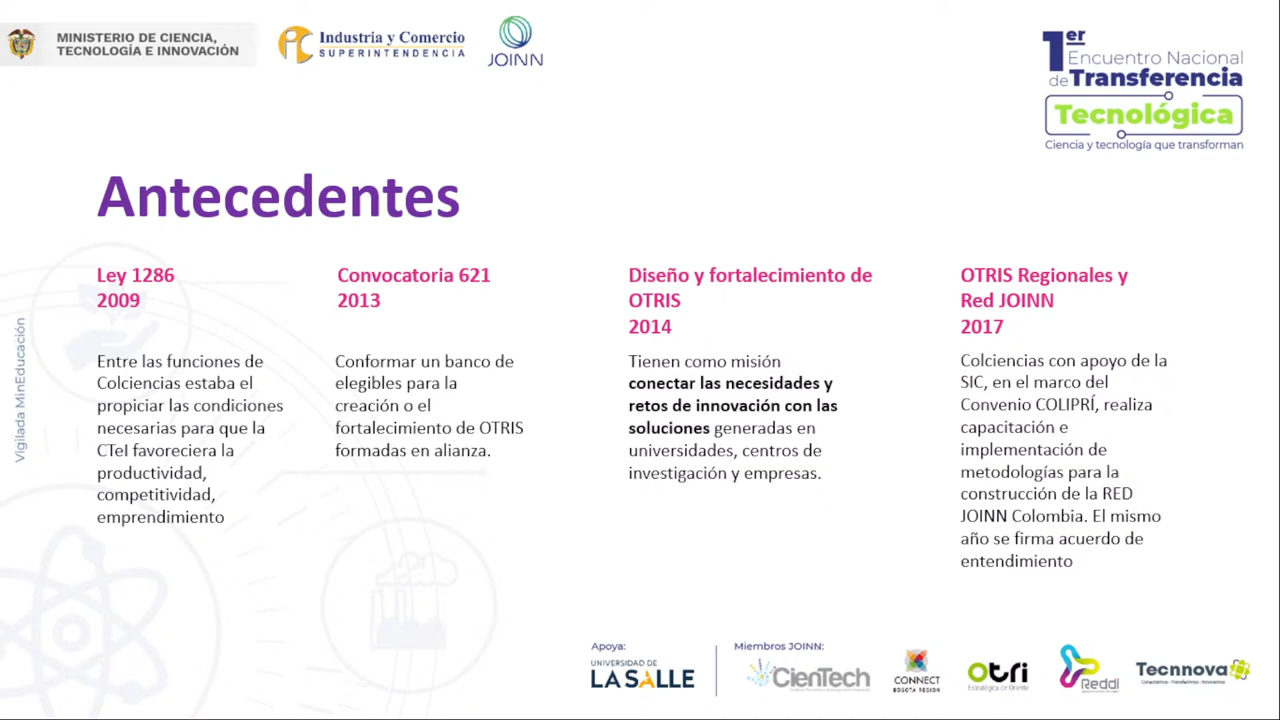 MINISTERIO DE CIENCIA,
TECNOLOGÍA E INNOVACIÓN
Industria y Comercio
SUPERINTENDENCIA
JOINN
1er
Encuentro Nacional
de Transferencia
Tecnológica
Ciencia y tecnología que transforman
Antecedentes
Ley 1286
2009
Entre las funciones de
Colciencias estaba el
propiciar las condiciones
necesarias para que la
CTeI favoreciera la
productividad,
competitividad,
emprendimiento
Convocatoria 621
2013
Conformar un banco de
elegibles para la
creación o el
fortalecimiento de OTRIS
formadas en alianza.
Diseño y fortalecimiento de
OTRIS
2014
Tienen como misión
conectar las necesidades y
retos de innovación con las
soluciones generadas en
universidades, centros de
investigación y empresas.
OTRIS Regionales y
Red JOINN
2017
Colciencias con apoyo de la
SIC, en el marco del
Convenio COLIPRÍ, realiza
capacitación e
implementación de
metodologías para la
construcción de la RED
JOINN Colombia. El mismo
año se firma acuerdo de
entendimiento
Vigilada MinEducación
Apoya:
UNIVERSIDAD DE
LA SALLE
Miembros JOINN:
CienTech
CONNECT
BOGOTÁ REGIÓN
Otri
Estratégica de Oriente
Reddi
Tecnnova
Conectamos - Transferimos - Innovamos